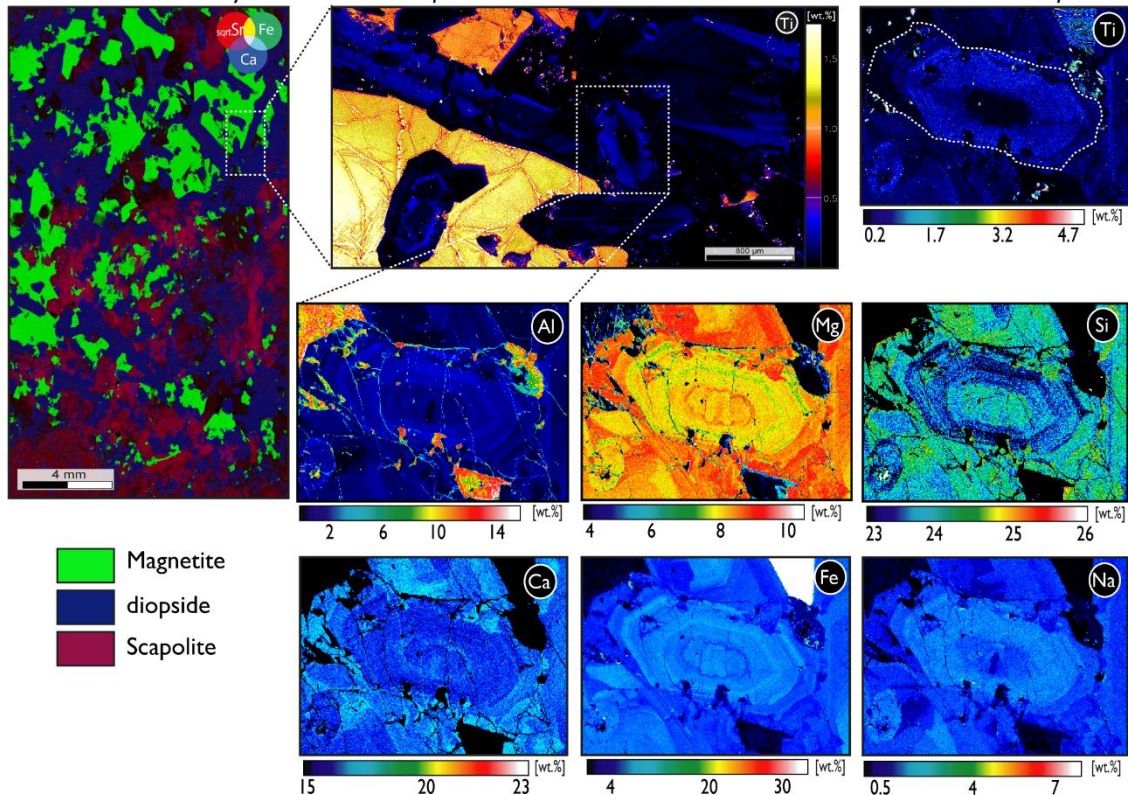 sqrtSr Fe
Ca
4 mm
Ti
[wt.%]
1.5
1.0
0.5
800 µm
Ti
0.2 1.7 3.2 4.7 [wt.%]
Al
2 6 10 14 [wt.%]
Mg
4 6 8 10 [wt.%]
Si
[wt.%]
23 24 25 26
Magnetite
diopside
Scapolite
Ca
15 20 23 [wt.%]
Fe
4 20 30 [wt.%]
Na
0.5 4 7 [wt.%]